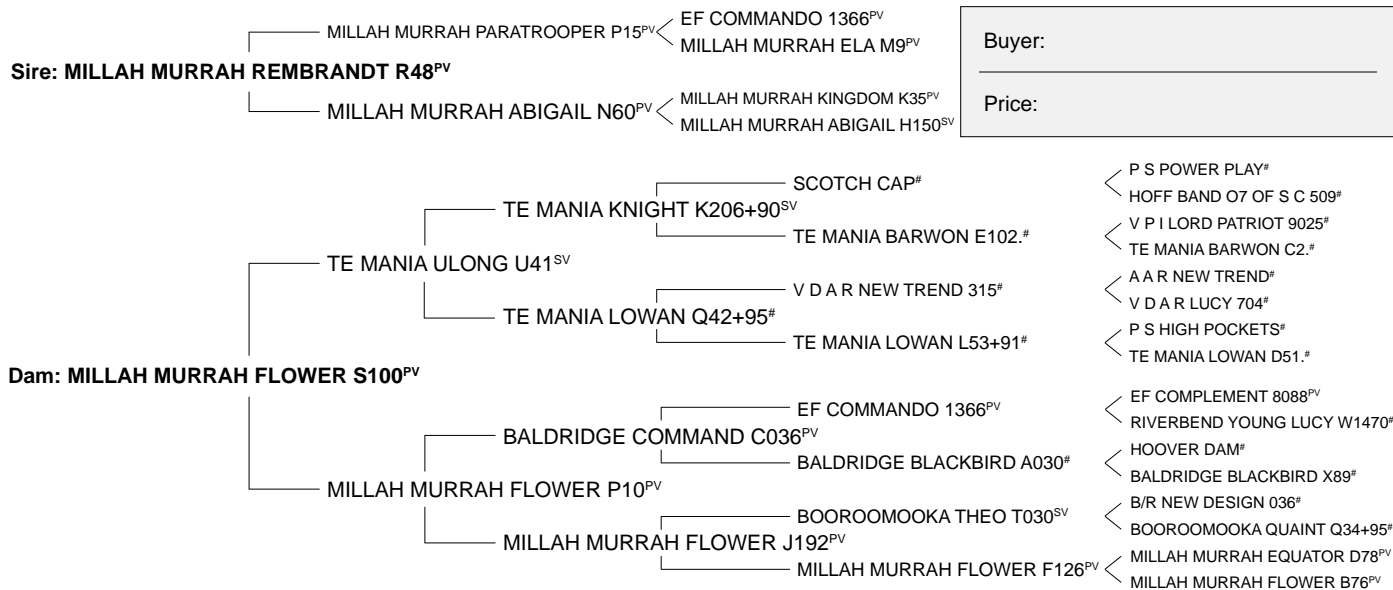 MILLAH MURRAH PARATROOPER P15PV
EF COMMANDO 1366PV
MILLAH MURRAH ELA M9PV
Sire: MILLAH MURRAH REMBRANDT R48PV
MILLAH MURRAH ABIGAIL N60PV
MILLAH MURRAH KINGDOM K35PV
MILLAH MURRAH ABIGAIL H150SV
Buyer:
Price:
P S POWER PLAY#
SCOTCH CAP#
HOFF BAND O7 OF S C 509#
TE MANIA KNIGHT K206+90SV
V P I LORD PATRIOT 9025#
TE MANIA BARWON E102.#
TE MANIA BARWON C2.#
TE MANIA ULONG U41SV
A A R NEW TREND#
V D A R NEW TREND 315#
V D A R LUCY 704#
TE MANIA LOWAN Q42+95#
P S HIGH POCKETS#
TE MANIA LOWAN L53+91#
TE MANIA LOWAN D51.#
Dam: MILLAH MURRAH FLOWER S100PV
EF COMPLEMENT 8088PV
EF COMMANDO 1366PV
RIVERBEND YOUNG LUCY W1470#
BALDRIDGE COMMAND C036PV
HOOVER DAM#
BALDRIDGE BLACKBIRD A030#
BALDRIDGE BLACKBIRD X89#
MILLAH MURRAH FLOWER P10PV
B/R NEW DESIGN 036#
BOOROOMOOKA THEO T030SV
BOOROOMOOKA QUAINT Q34+95#
MILLAH MURRAH FLOWER J192PV
MILLAH MURRAH EQUATOR D78PV
MILLAH MURRAH FLOWER F126PV
MILLAH MURRAH FLOWER B76PV